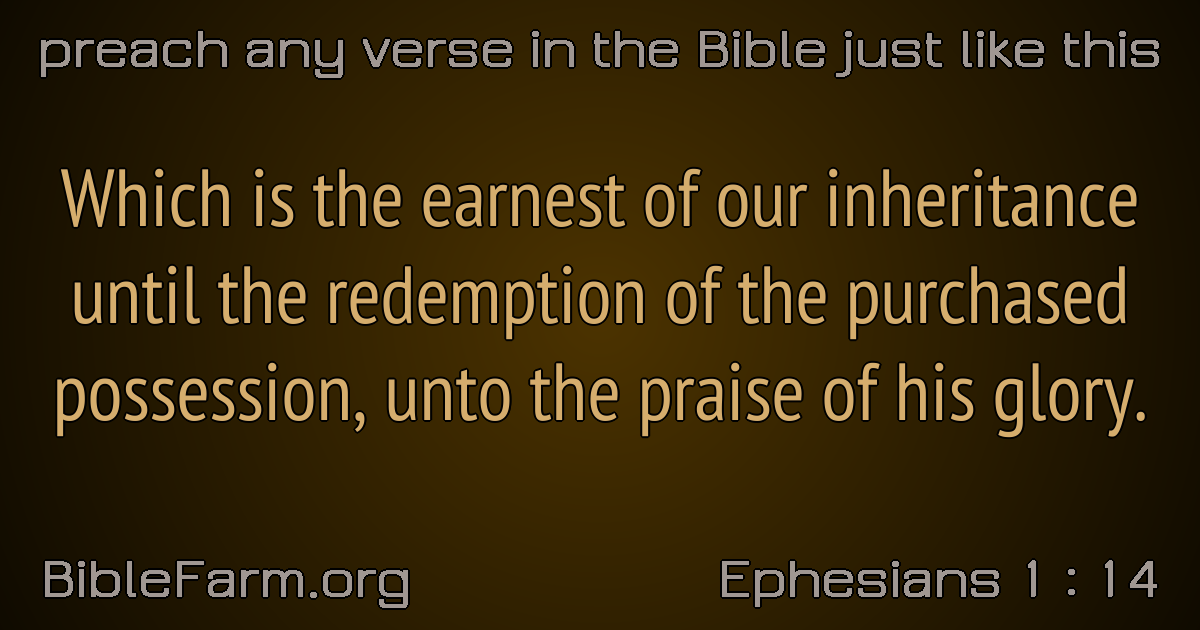 preach any verse in the Bible just like this
Which is the earnest of our inheritance
until the redemption of the purchased
possession, unto the praise of his glory.
BibleFarm.org
Ephesians 1 : 14